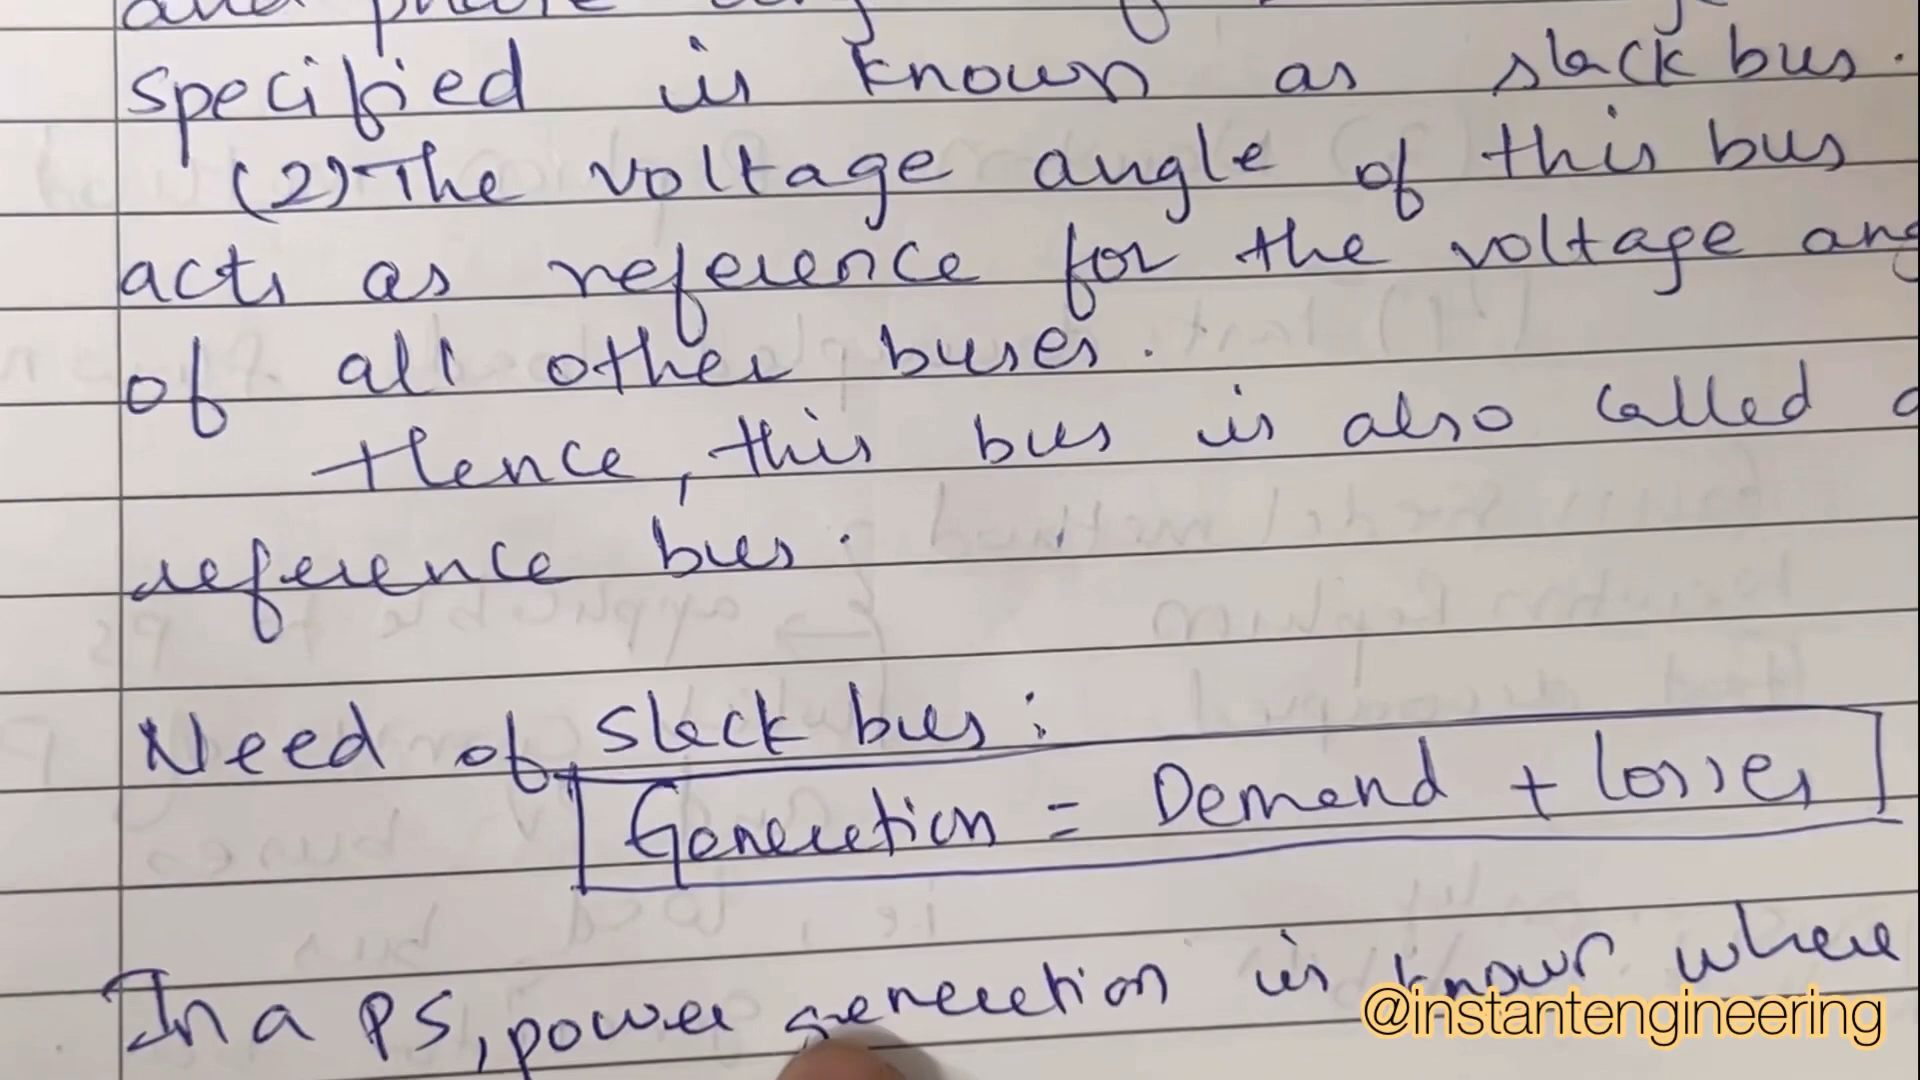 specified is known as slack bus.
(2) The voltage angle of this bus
acts as reference for the voltage
of all other buses.
Hence, this bus is also called
reference bus.
Need of slack bus:
Generation = Demand + losses
In a PS, power generation is known where
@instantengineering